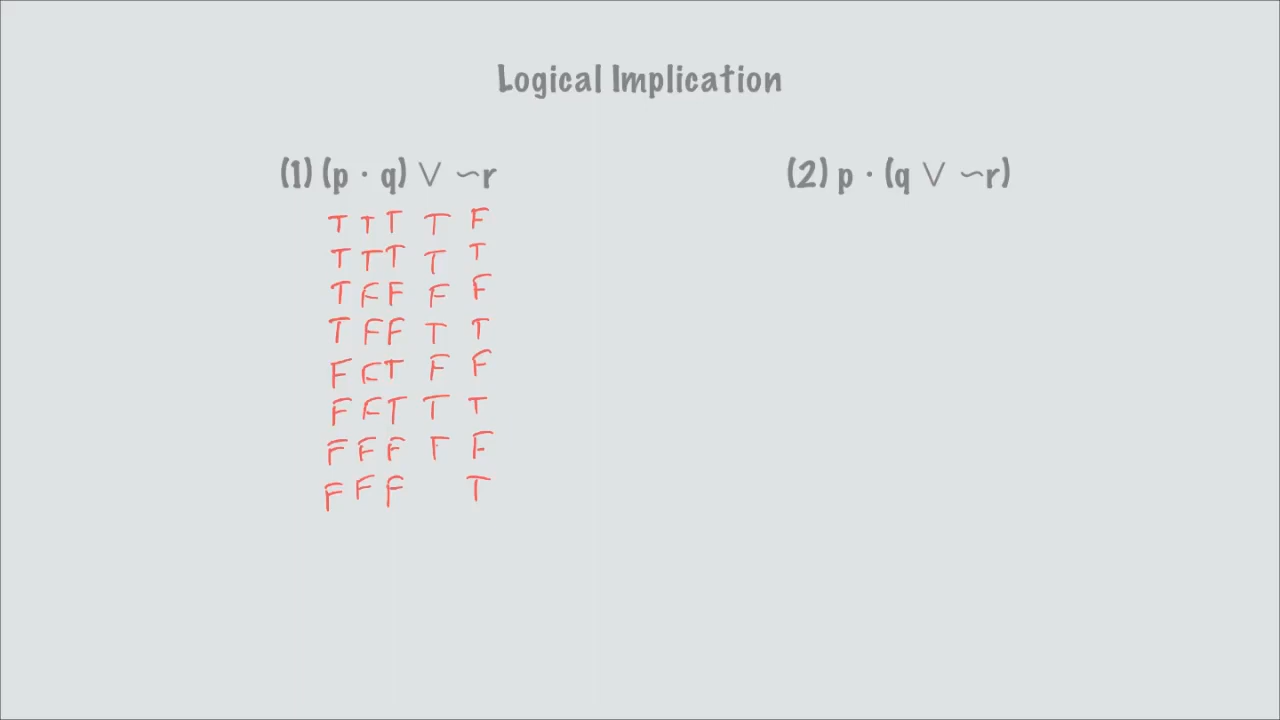 Logical Implication
(1) (p · q) ∨ ∼r
(2) p · (q ∨ ∼r)
T T T T F
T T T T T
T F F F F
T F F T T
F F T F F
F F T T T
F F F F F
F F F T